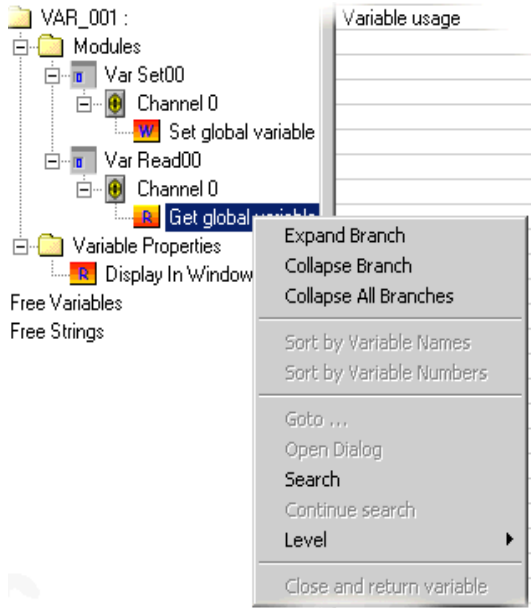 VAR_001 :
Variable usage
Modules
Var Set00
Channel 0
W Set global variable
Var Read00
Channel 0
R Get global variable
Variable Properties
R Display In Window
Free Variables
Free Strings
Expand Branch
Collapse Branch
Collapse All Branches
Sort by Variable Names
Sort by Variable Numbers
Goto ...
Open Dialog
Search
Continue search
Level
Close and return variable